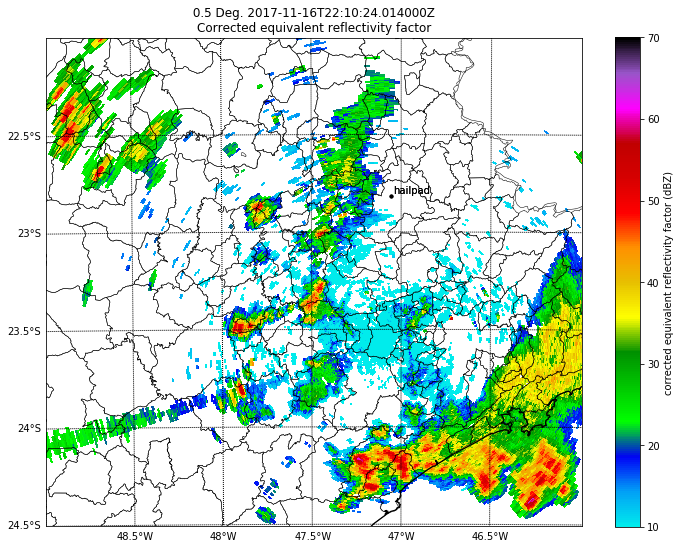 0.5 Deg. 2017-11-16T22:10:24.014000Z
Corrected equivalent reflectivity factor
70
60
50
40
30
20
10
corrected equivalent reflectivity factor (dBZ)
hailpad
22.5°S
23°S
23.5°S
24°S
24.5°S
48.5°W
48°W
47.5°W
47°W
46.5°W